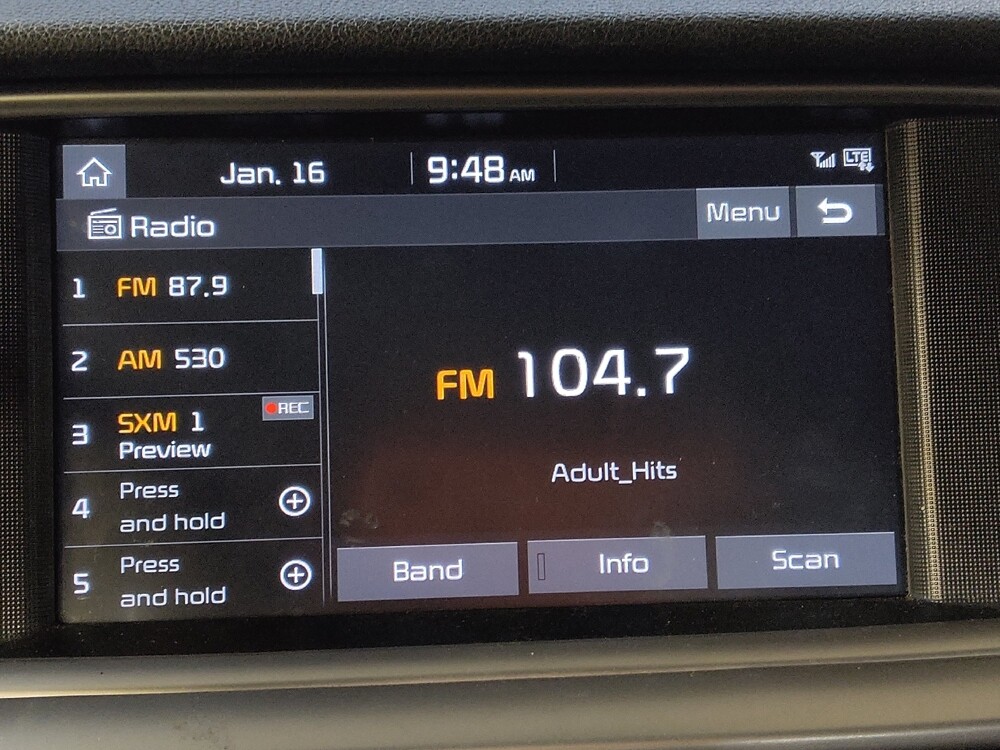 Jan. 16 9:48 AM LTE
Radio Menu
1 FM 87.9
2 AM 530
3 SXM 1 REC
Preview
4 Press
and hold
5 Press
and hold
FM 104.7
Adult_Hits
Band Info Scan